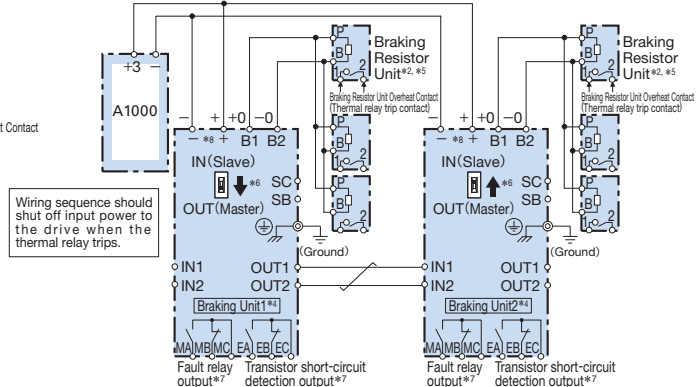 +3 −
A1000
t Contact
Wiring sequence should
shut off input power to
the drive when the
thermal relay trips.
P
B
1 2
Braking
Resistor
Unit*2, *5
Braking Resistor Unit Overheat Contact
(Thermal relay trip contact)
P
B
1 2
P
B
1 2
− + +0 −0
− *8 + B1 B2
IN(Slave)
*6
OUT(Master)
SC
SB
(Ground)
IN1
IN2
OUT1
OUT2
Braking Unit1*4
MA MB MC EA EB EC
Fault relay
output*7
Transistor short-circuit
detection output*7
P
B
1 2
Braking
Resistor
Unit*2, *5
Braking Resistor Unit Overheat Contact
(Thermal relay trip contact)
P
B
1 2
P
B
1 2
− + +0 −0
− *8 + B1 B2
IN(Slave)
*6
OUT(Master)
SC
SB
(Ground)
IN1
IN2
OUT1
OUT2
Braking Unit2*4
MA MB MC EA EB EC
Fault relay
output*7
Transistor short-circuit
detection output*7